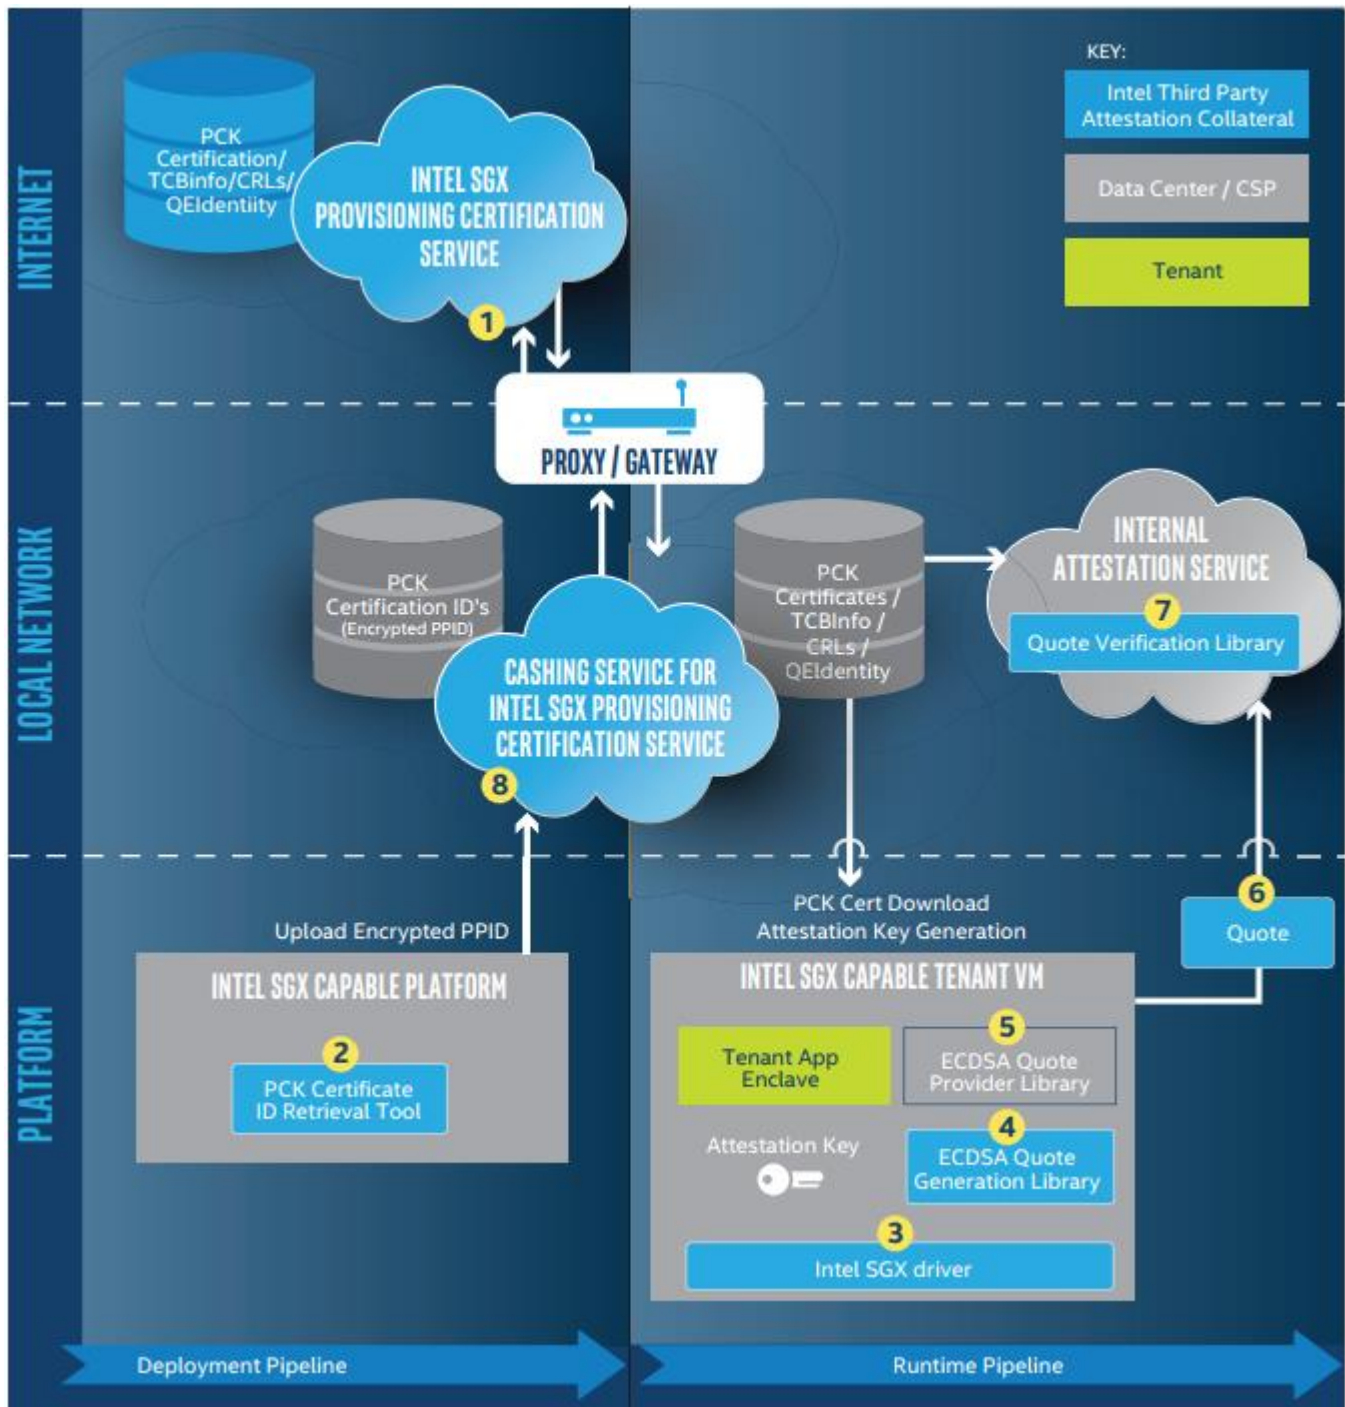 KEY:
Intel Third Party
Attestation Collateral
Data Center / CSP
Tenant
INTERNET
PCK
Certification/
TCBinfo/CRLs/
QEIdentiity
INTEL SGX
PROVISIONING CERTIFICATION
SERVICE
1
PROXY / GATEWAY
LOCAL NETWORK
PCK
Certification ID's
(Encrypted PPID)
CASHING SERVICE FOR
INTEL SGX PROVISIONING
CERTIFICATION SERVICE
8
PCK
Certificates /
TCBInfo /
CRLs /
QEIdentity
INTERNAL
ATTESTATION SERVICE
7
Quote Verification Library
PLATFORM
Upload Encrypted PPID
INTEL SGX CAPABLE PLATFORM
2
PCK Certificate
ID Retrieval Tool
PCK Cert Download
Attestation Key Generation
INTEL SGX CAPABLE TENANT VM
Tenant App
Enclave
5
ECDSA Quote
Provider Library
Attestation Key
4
ECDSA Quote
Generation Library
3
Intel SGX driver
6
Quote
Deployment Pipeline
Runtime Pipeline